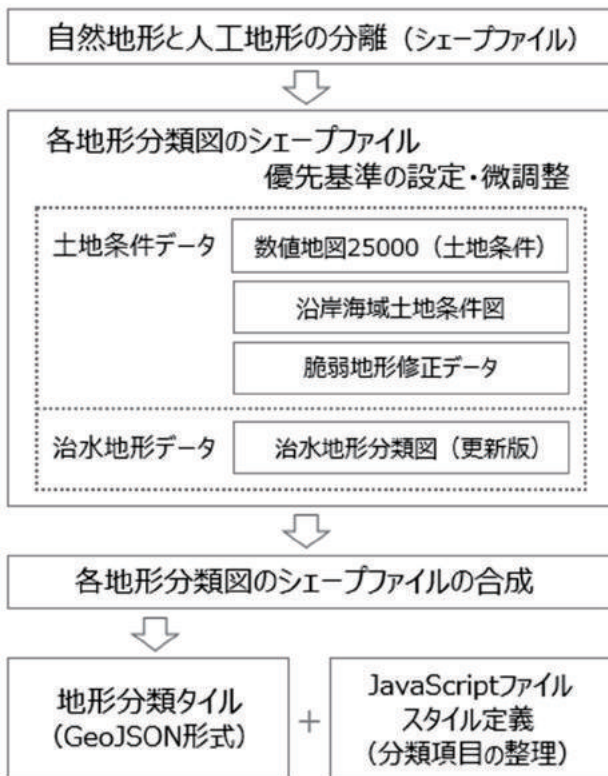 自然地形と人工地形の分離（シェープファイル）
各地形分類図のシェープファイル
優先基準の設定・微調整
土地条件データ
数値地図25000（土地条件）
沿岸海域土地条件図
脆弱地形修正データ
治水地形データ
治水地形分類図（更新版）
各地形分類図のシェープファイルの合成
地形分類タイル
(GeoJSON形式)
+
JavaScriptファイル
スタイル定義
(分類項目の整理)